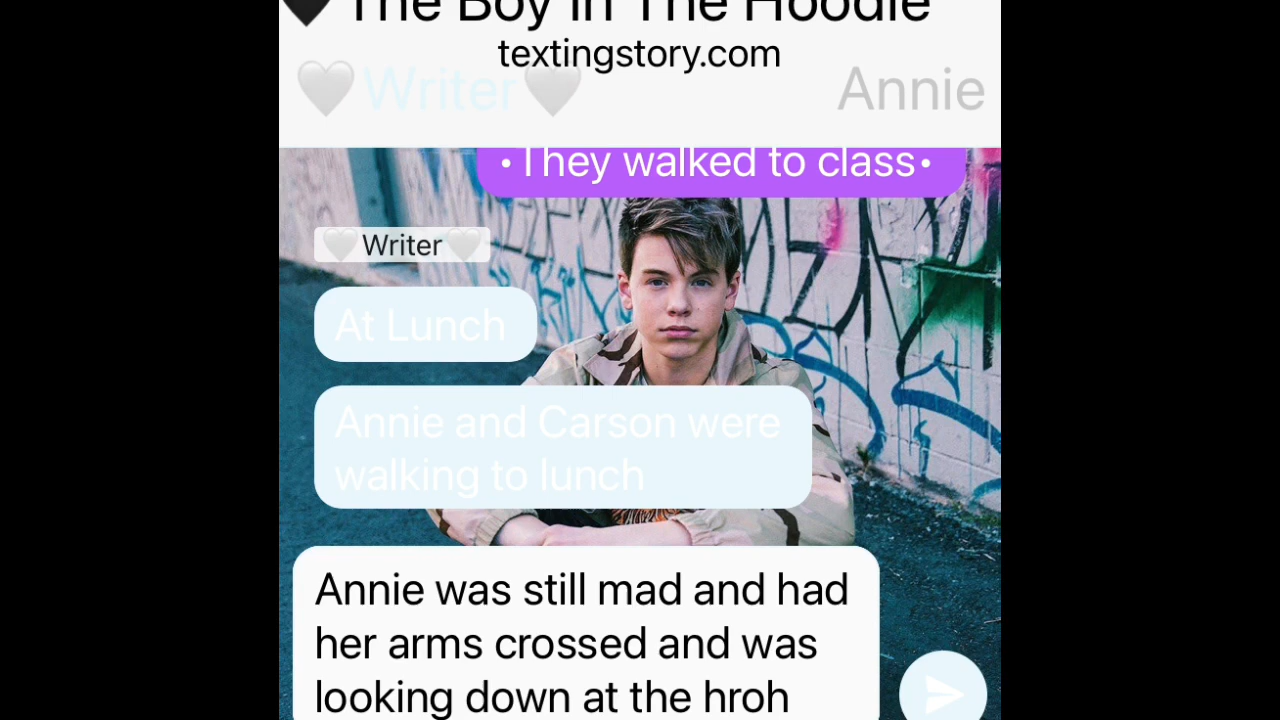 🖤The Boy In The Hoodie
textingstory.com
🤍Writer🤍 Annie
•They walked to class•
🤍Writer🤍
At Lunch
Annie and Carson were
walking to lunch
Annie was still mad and had
her arms crossed and was
looking down at the hroh